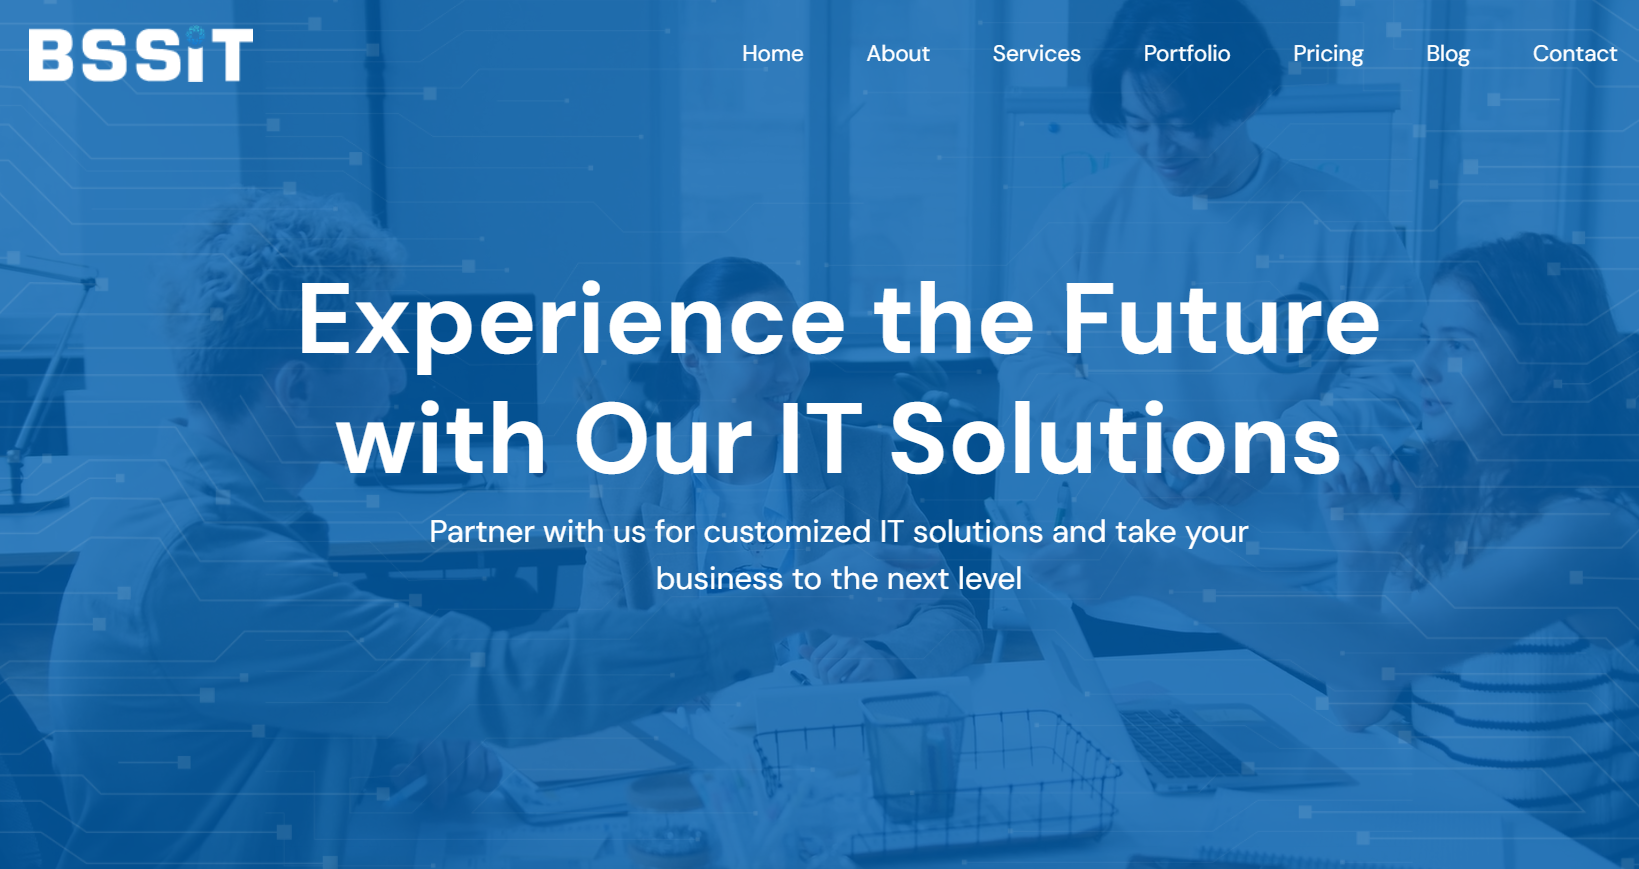 BSSiT
Home About Services Portfolio Pricing Blog Contact
Experience the Future
with Our IT Solutions
Partner with us for customized IT solutions and take your
business to the next level